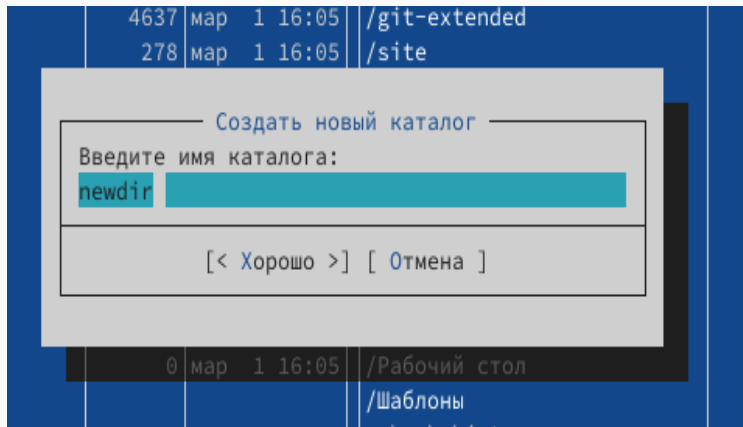 4637 мар 1 16:05 /git-extended
278 мар 1 16:05 /site
Создать новый каталог
Введите имя каталога:
newdir
[< Хорошо >] [ Отмена ]
0 мар 1 16:05 /Рабочий стол
/Шаблоны